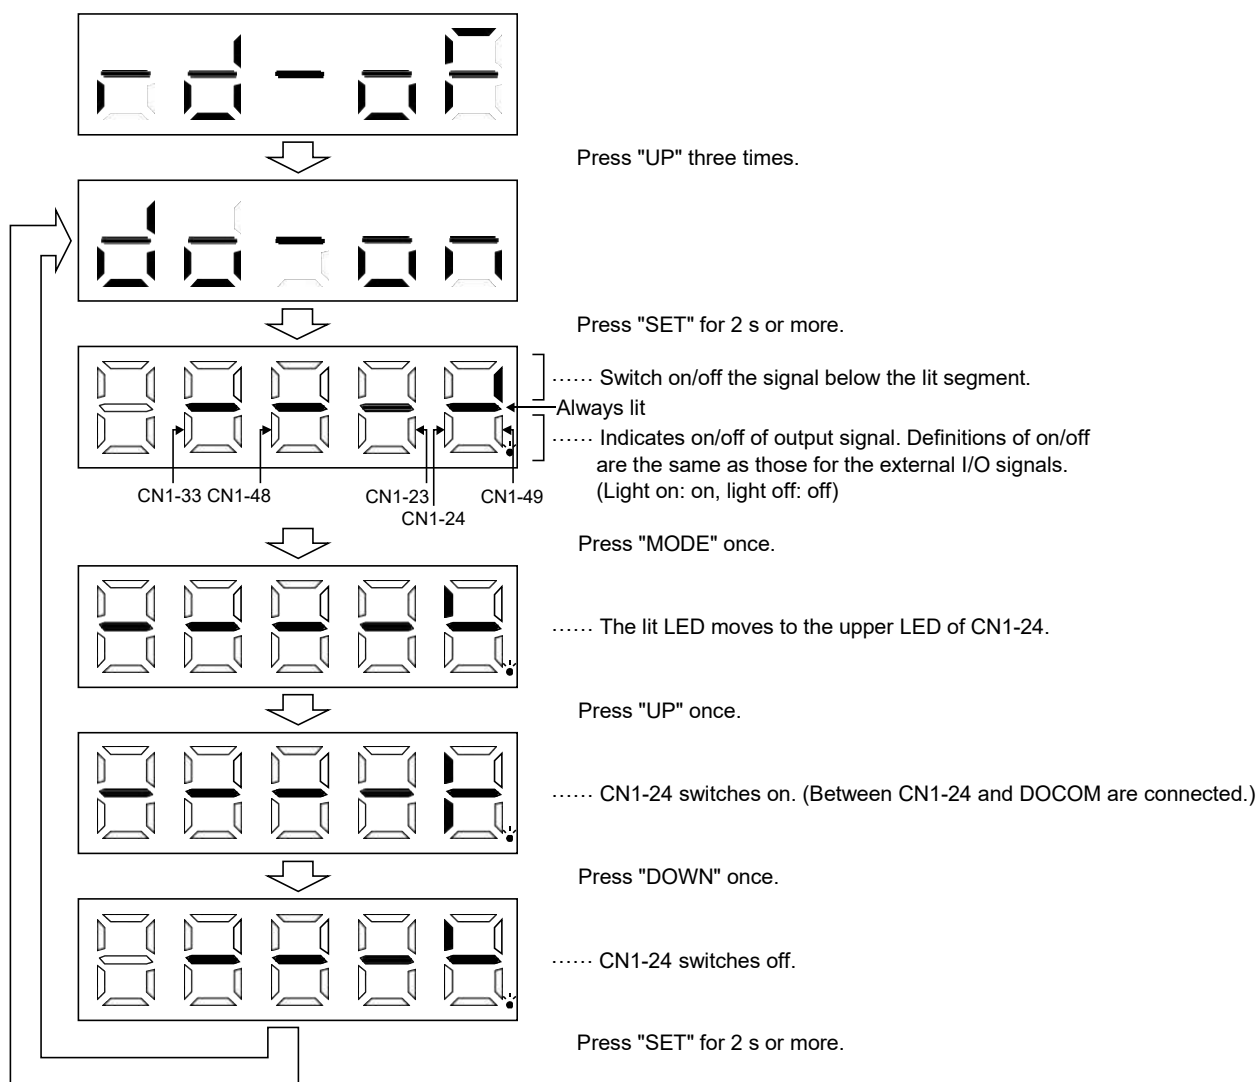 rd-oF
Press "UP" three times.
do-on
Press "SET" for 2 s or more.
...... Switch on/off the signal below the lit segment.
Always lit
...... Indicates on/off of output signal. Definitions of on/off
are the same as those for the external I/O signals.
(Light on: on, light off: off)
CN1-33 CN1-48 CN1-23 CN1-49
CN1-24
Press "MODE" once.
...... The lit LED moves to the upper LED of CN1-24.
Press "UP" once.
...... CN1-24 switches on. (Between CN1-24 and DOCOM are connected.)
Press "DOWN" once.
...... CN1-24 switches off.
Press "SET" for 2 s or more.